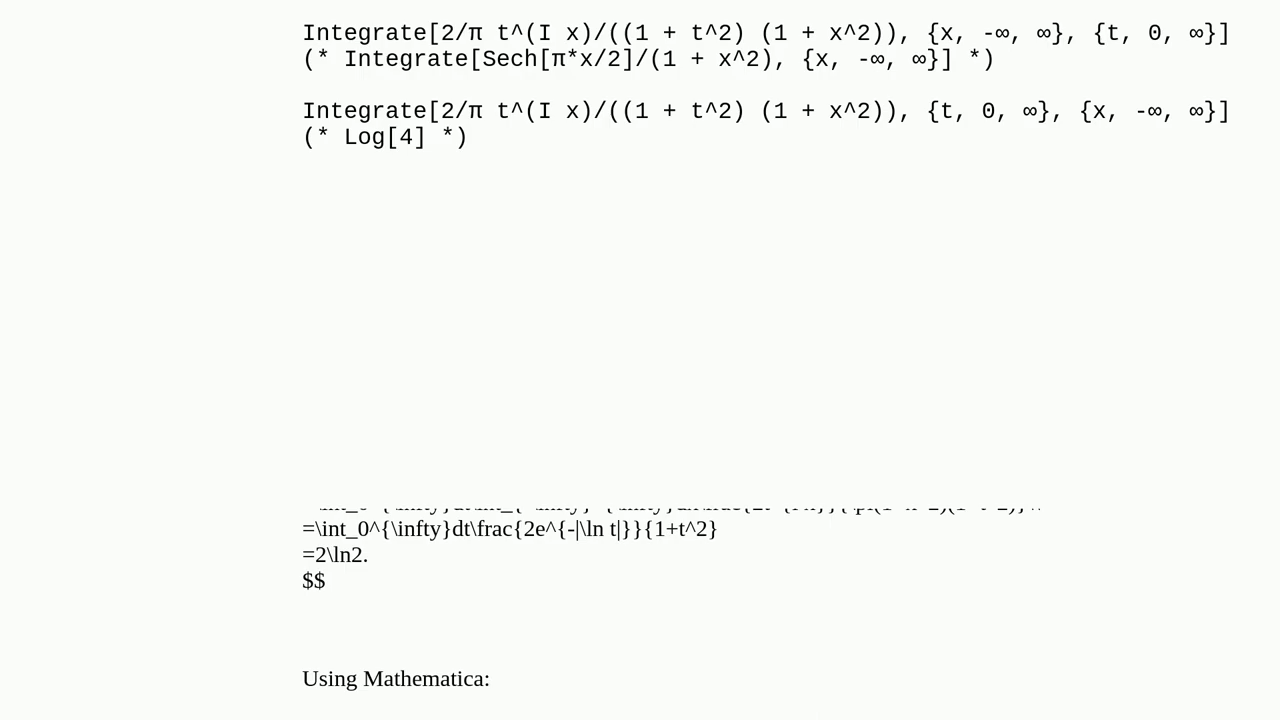 Integrate[2/π t^(I x)/((1 + t^2) (1 + x^2)), {x, -∞, ∞}, {t, 0, ∞}]
(* Integrate[Sech[π*x/2]/(1 + x^2), {x, -∞, ∞}] *)
Integrate[2/π t^(I x)/((1 + t^2) (1 + x^2)), {t, 0, ∞}, {x, -∞, ∞}]
(* Log[4] *)
=\int_0^{\infty}dt\frac{2e^{-|\ln t|}}{1+t^2}
=2\ln2.
$$
Using Mathematica: